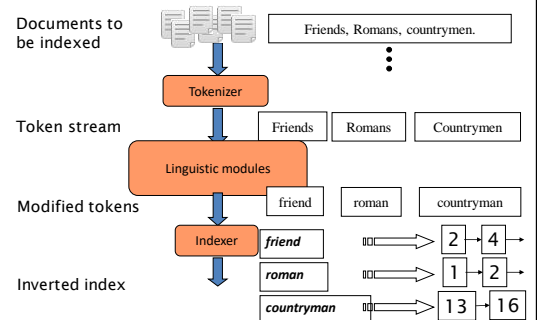 Documents to
be indexed
Friends, Romans, countrymen.
Tokenizer
Token stream
Friends Romans Countrymen
Linguistic modules
Modified tokens
friend roman countryman
Indexer
friend 2 4
roman 1 2
Inverted index
countryman 13 16